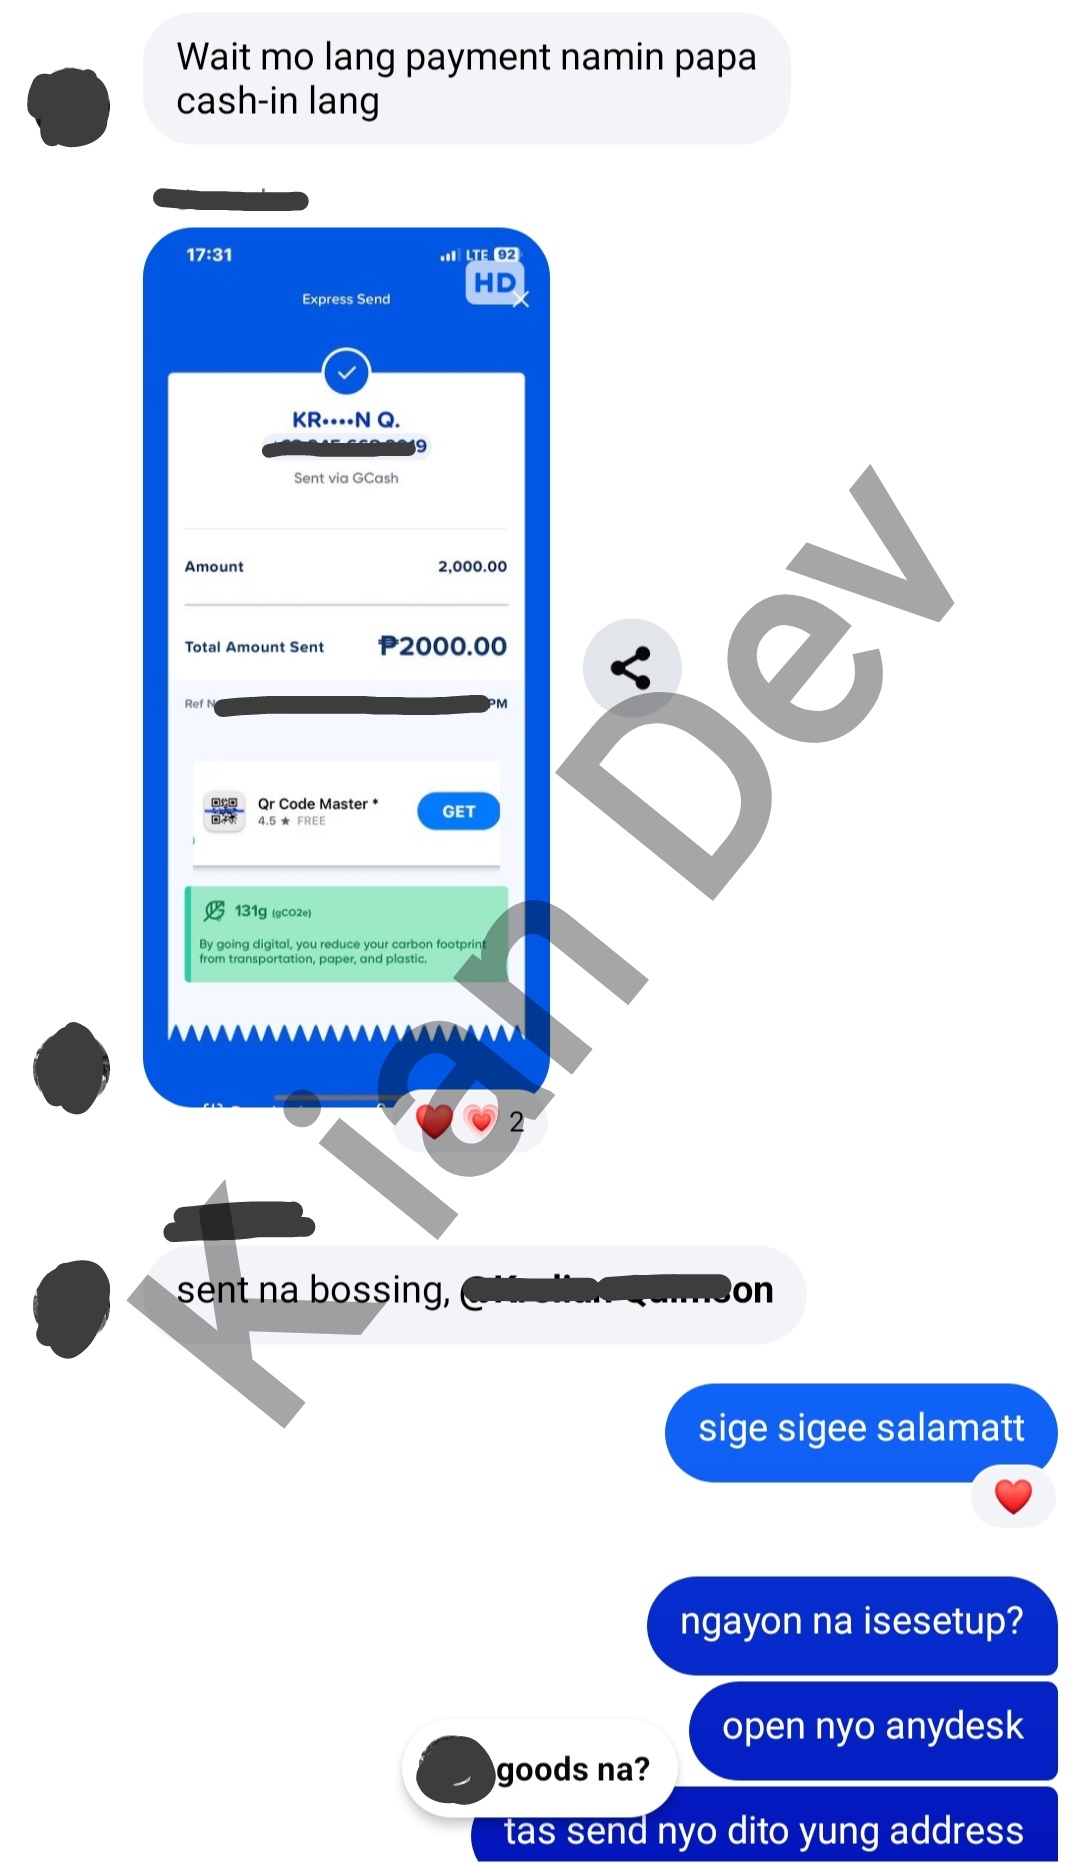 Wait mo lang payment namin papa
cash-in lang
17:31
LTE 92
HD
Express Send
KR••••N Q.
9
Sent via GCash
Amount 2,000.00
Total Amount Sent ₱2000.00
Ref PM
Qr Code Master *
4.5 ★ FREE
GET
131g (gCO2e)
By going digital, you reduce your carbon footprint
from transportation, paper, and plastic.
2
sent na bossing, @ on
sige sigee salamatt
ngayon na isesetup?
open nyo anydesk
goods na?
tas send nyo dito yung address
Kian Dev